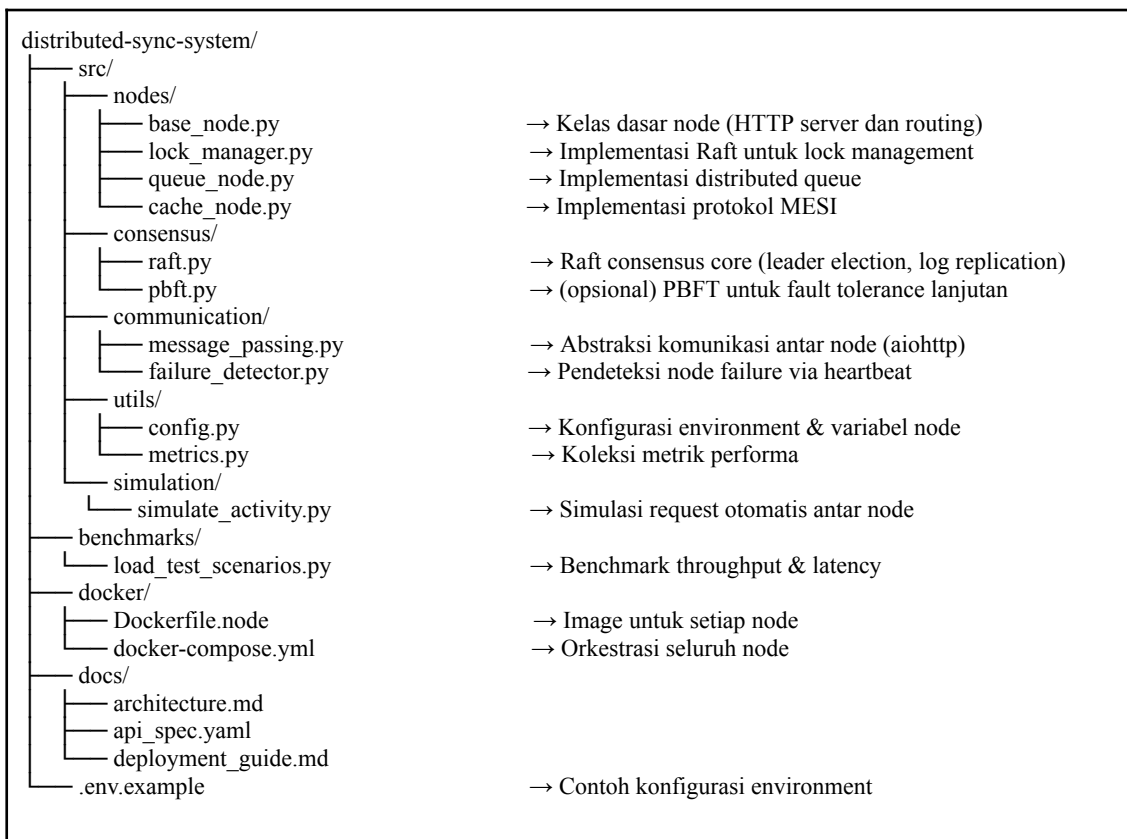 distributed-sync-system/
├── src/
│   ├── nodes/
│   │   ├── base_node.py → Kelas dasar node (HTTP server dan routing)
│   │   ├── lock_manager.py → Implementasi Raft untuk lock management
│   │   ├── queue_node.py → Implementasi distributed queue
│   │   └── cache_node.py → Implementasi protokol MESI
│   ├── consensus/
│   │   ├── raft.py → Raft consensus core (leader election, log replication)
│   │   └── pbft.py → (opsional) PBFT untuk fault tolerance lanjutan
│   ├── communication/
│   │   ├── message_passing.py → Abstraksi komunikasi antar node (aiohttp)
│   │   └── failure_detector.py → Pendeteksi node failure via heartbeat
│   ├── utils/
│   │   ├── config.py → Konfigurasi environment & variabel node
│   │   └── metrics.py → Koleksi metrik performa
│   └── simulation/
│       └── simulate_activity.py → Simulasi request otomatis antar node
├── benchmarks/
│   └── load_test_scenarios.py → Benchmark throughput & latency
├── docker/
│   ├── Dockerfile.node → Image untuk setiap node
│   └── docker-compose.yml → Orkestrasi seluruh node
├── docs/
│   ├── architecture.md
│   ├── api_spec.yaml
│   └── deployment_guide.md
└── .env.example → Contoh konfigurasi environment